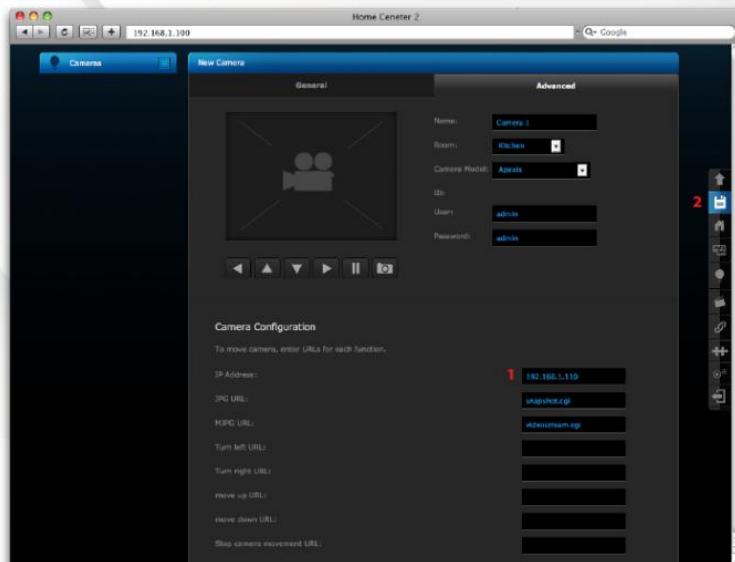 Home Ceneter 2
192.168.1.100
Google
Cameras
New Camera
General
Advanced
Name:
Camera 1
Room:
Kitchen
Camera Model:
Apexis
ID:
User:
admin
Password:
admin
2
Camera Configuration
To move camera, enter URLs for each function.
IP Address:
1
192.168.1.110
JPG URL:
snapshot.cgi
MJPG URL:
videostream.cgi
Turn left URL:
Turn right URL:
move up URL:
move down URL:
Stop camera movement URL: